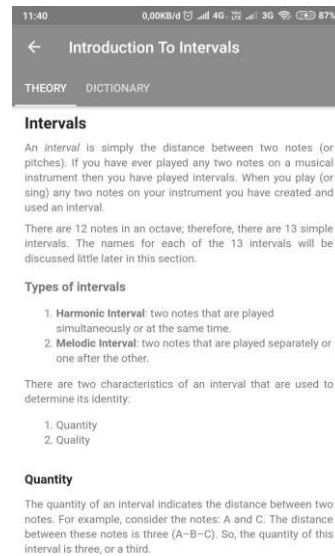 11:40 0,00KB/d 4G 3G 87%
Introduction To Intervals
THEORY DICTIONARY
Intervals
An interval is simply the distance between two notes (or
pitches). If you have ever played any two notes on a musical
instrument then you have played intervals. When you play (or
sing) any two notes on your instrument you have created and
used an interval.
There are 12 notes in an octave; therefore, there are 13 simple
intervals. The names for each of the 13 intervals will be
discussed little later in this section.
Types of intervals
1. Harmonic Interval: two notes that are played
simultaneously or at the same time.
2. Melodic Interval: two notes that are played separately or
one after the other.
There are two characteristics of an interval that are used to
determine its identity:
1. Quantity
2. Quality
Quantity
The quantity of an interval indicates the distance between two
notes. For example, consider the notes: A and C. The distance
between these notes is three (A–B–C). So, the quantity of this
interval is three, or a third.